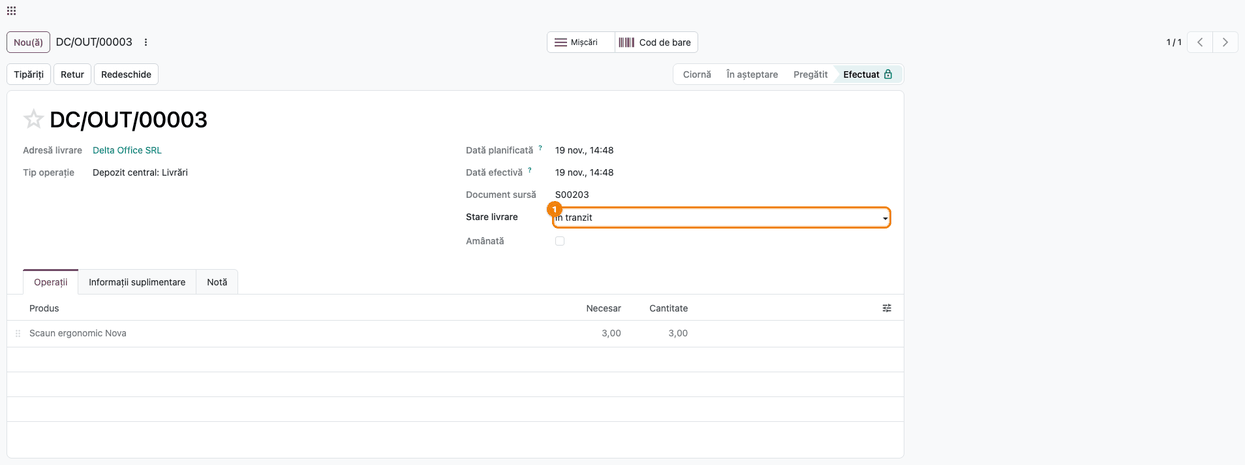 Nou(ă) DC/OUT/00003 Mișcări Cod de bare 1 / 1
Tipăriți Retur Redeschide Ciornă În așteptare Pregătit Efectuat
DC/OUT/00003
Adresă livrare Delta Office SRL Dată planificată ? 19 nov., 14:48
Tip operație Depozit central: Livrări Dată efectivă ? 19 nov., 14:48
Document sursă S00203
1
Stare livrare În tranzit
Amânată
Operații Informații suplimentare Notă
Produs Necesar Cantitate
Scaun ergonomic Nova 3,00 3,00